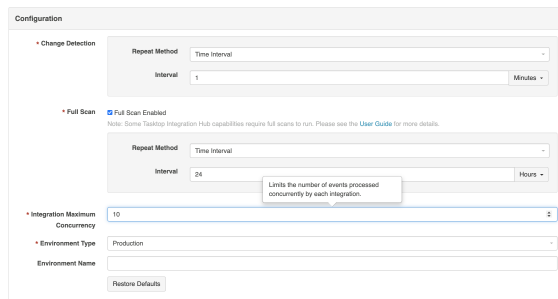 Configuration
* Change Detection
Repeat Method
Time Interval
Interval
1
Minutes
* Full Scan
Full Scan Enabled
Note: Some Tasktop Integration Hub capabilities require full scans to run. Please see the User Guide for more details.
Repeat Method
Time Interval
Interval
24
Hours
Limits the number of events processed
concurrently by each integration.
* Integration Maximum
Concurrency
10
* Environment Type
Production
Environment Name
Restore Defaults